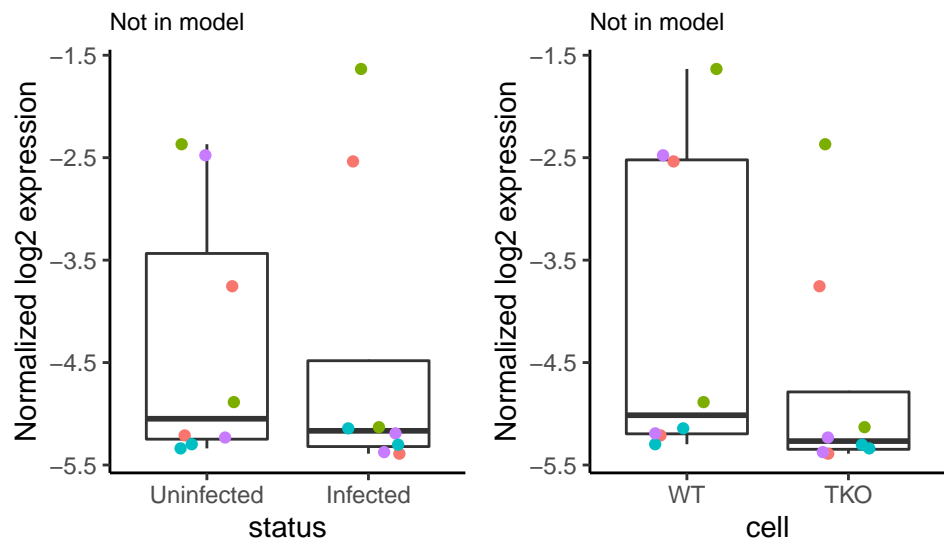 Not in model
Normalized log2 expression
−1.5
−2.5
−3.5
−4.5
−5.5
Uninfected
Infected
status
Not in model
Normalized log2 expression
−1.5
−2.5
−3.5
−4.5
−5.5
WT
TKO
cell